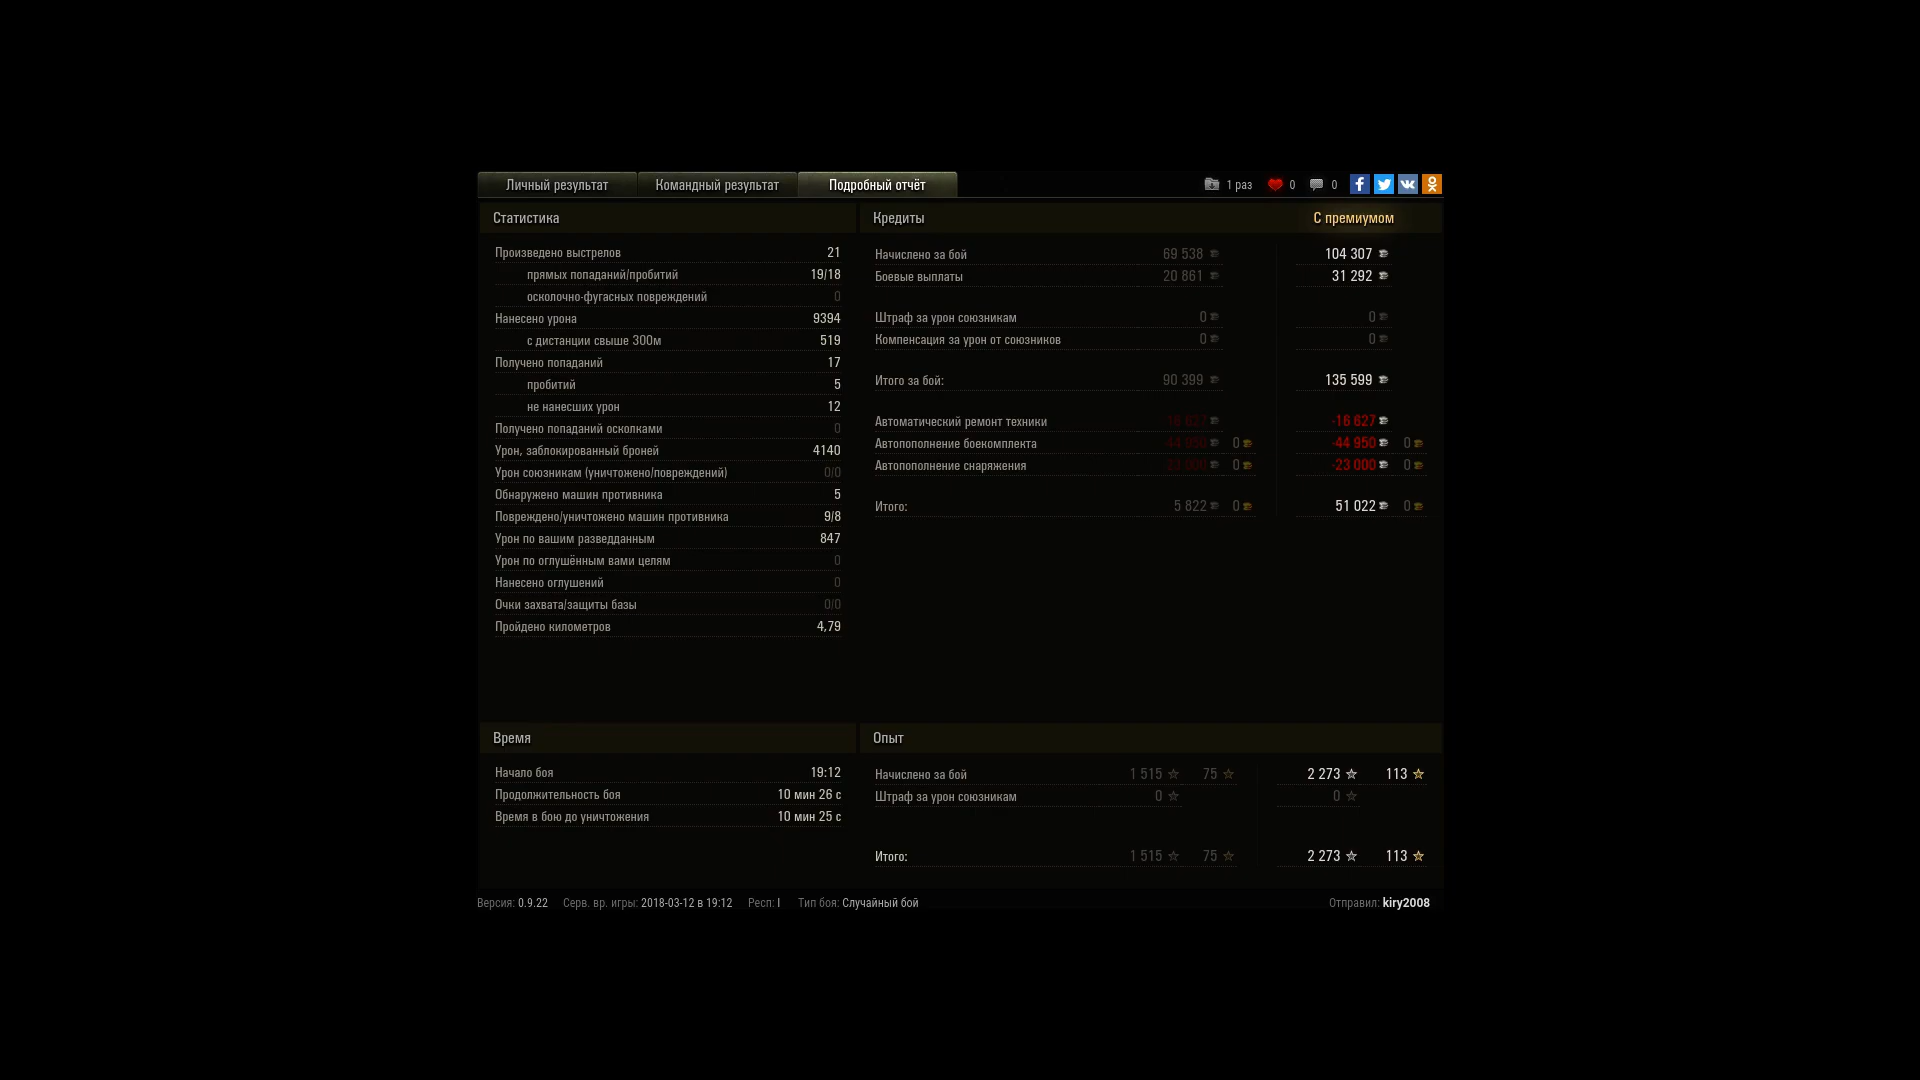 Личный результат Командный результат Подробный отчёт 1 раз 0 0
Статистика
Произведено выстрелов 21
прямых попаданий/пробитий 19/18
осколочно-фугасных повреждений 0
Нанесено урона 9394
с дистанции свыше 300м 519
Получено попаданий 17
пробитий 5
не нанесших урон 12
Получено попаданий осколками 0
Урон, заблокированный броней 4140
Урон союзникам (уничтожено/повреждений) 0/0
Обнаружено машин противника 5
Повреждено/уничтожено машин противника 9/8
Урон по вашим разведданным 847
Урон по оглушённым вами целям 0
Нанесено оглушений 0
Очки захвата/защиты базы 0/0
Пройдено километров 4,79
Кредиты С премиумом
Начислено за бой 69 538 104 307
Боевые выплаты 20 861 31 292
Штраф за урон союзникам 0 0
Компенсация за урон от союзников 0 0
Итого за бой: 90 399 135 599
Автоматический ремонт техники -16 627 -16 627
Автопополнение боекомплекта -44 950 0 -44 950 0
Автопополнение снаряжения -23 000 0 -23 000 0
Итого: 5 822 0 51 022 0
Время
Начало боя 19:12
Продолжительность боя 10 мин 26 с
Время в бою до уничтожения 10 мин 25 с
Опыт
Начислено за бой 1 515 75 2 273 113
Штраф за урон союзникам 0 0
Итого: 1 515 75 2 273 113
Версия: 0.9.22 Серв. вр. игры: 2018-03-12 в 19:12 Респ: I Тип боя: Случайный бой Отправил: kiry2008